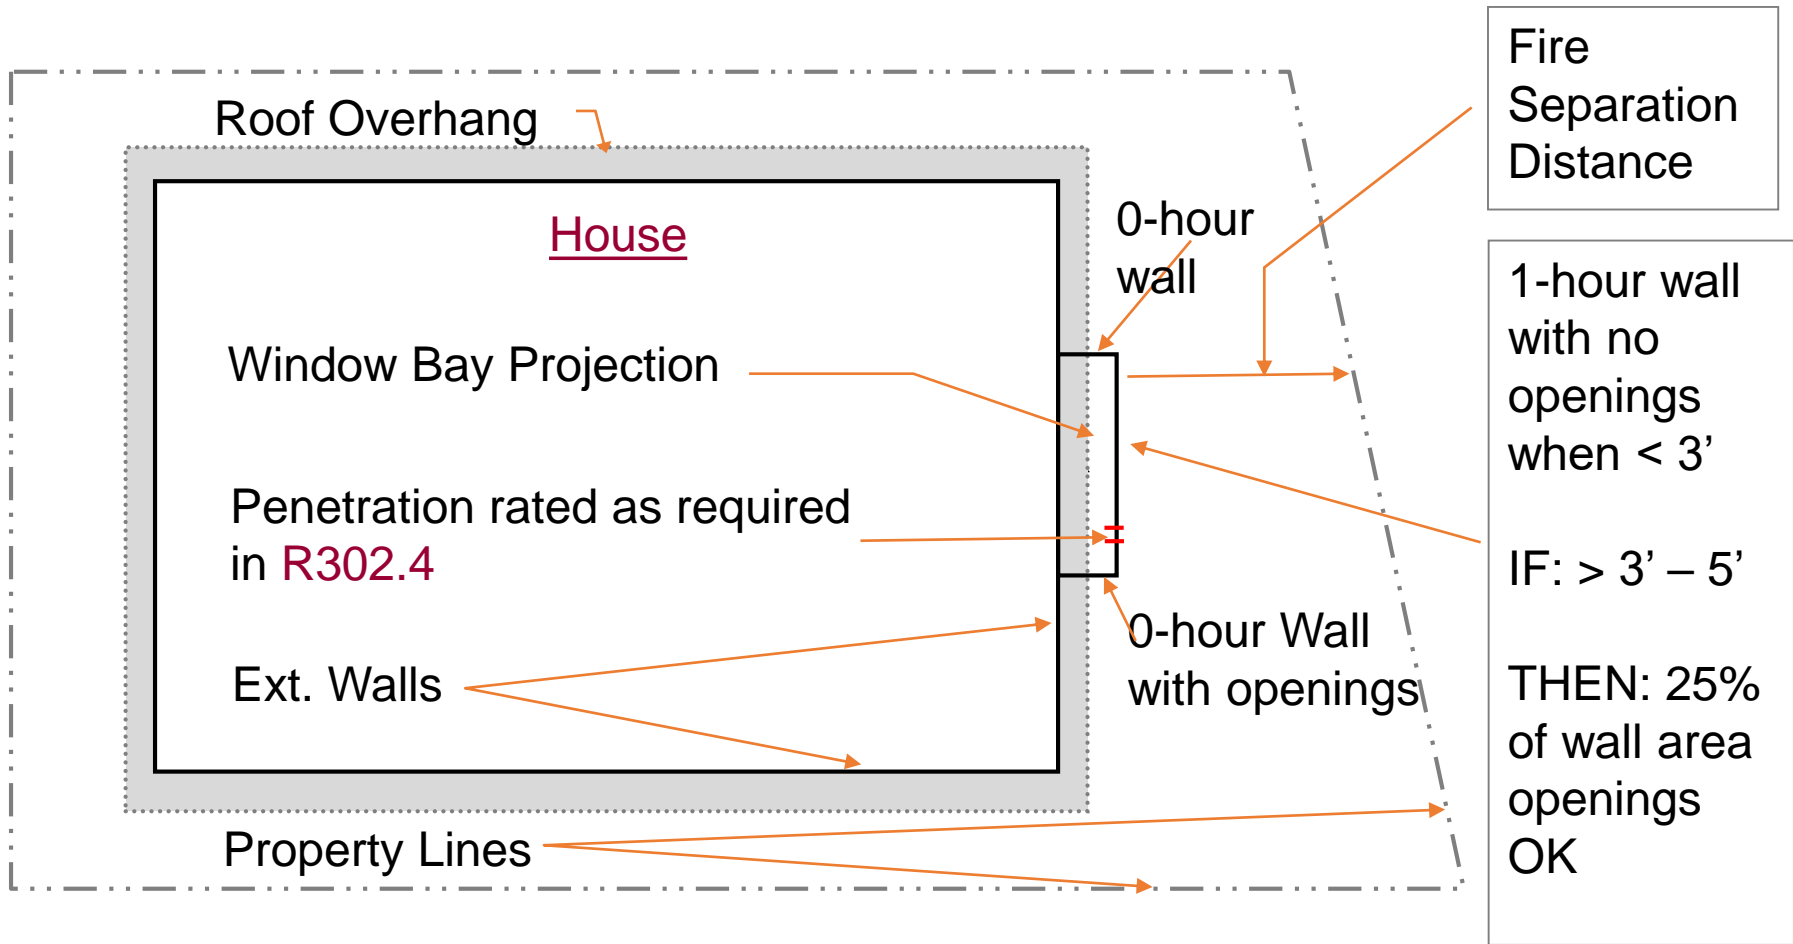 Roof Overhang
House
Window Bay Projection
Penetration rated as required
in R302.4
Ext. Walls
Property Lines
0-hour
wall
0-hour Wall
with openings
Fire
Separation
Distance
1-hour wall
with no
openings
when < 3’
IF: > 3’ – 5’
THEN: 25%
of wall area
openings
OK